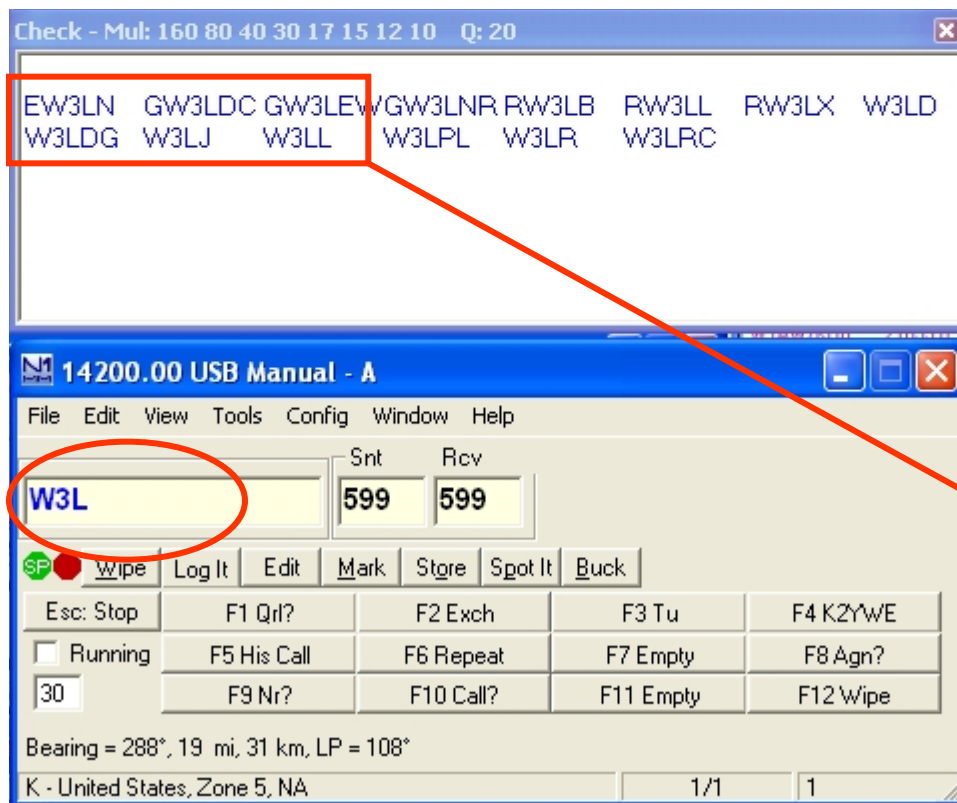 Check - Mul: 160 80 40 30 17 15 12 10 Q: 20
EW3LN GW3LDC GW3LEW GW3LNR RW3LB RW3LL RW3LX W3LD
W3LDG W3LJ W3LL W3LPL W3LR W3LRC
N1 MM 14200.00 USB Manual - A
File Edit View Tools Config Window Help
Snt Rcv
W3L 599 599
SP Wipe Log It Edit Mark Store Spot It Buck
Esc: Stop F1 Qrl? F2 Exch F3 Tu F4 K2YWE
Running F5 His Call F6 Repeat F7 Empty F8 Agn?
30 F9 Nr? F10 Call? F11 Empty F12 Wipe
Bearing = 288°, 19 mi, 31 km, LP = 108°
K - United States, Zone 5, NA 1/1 1